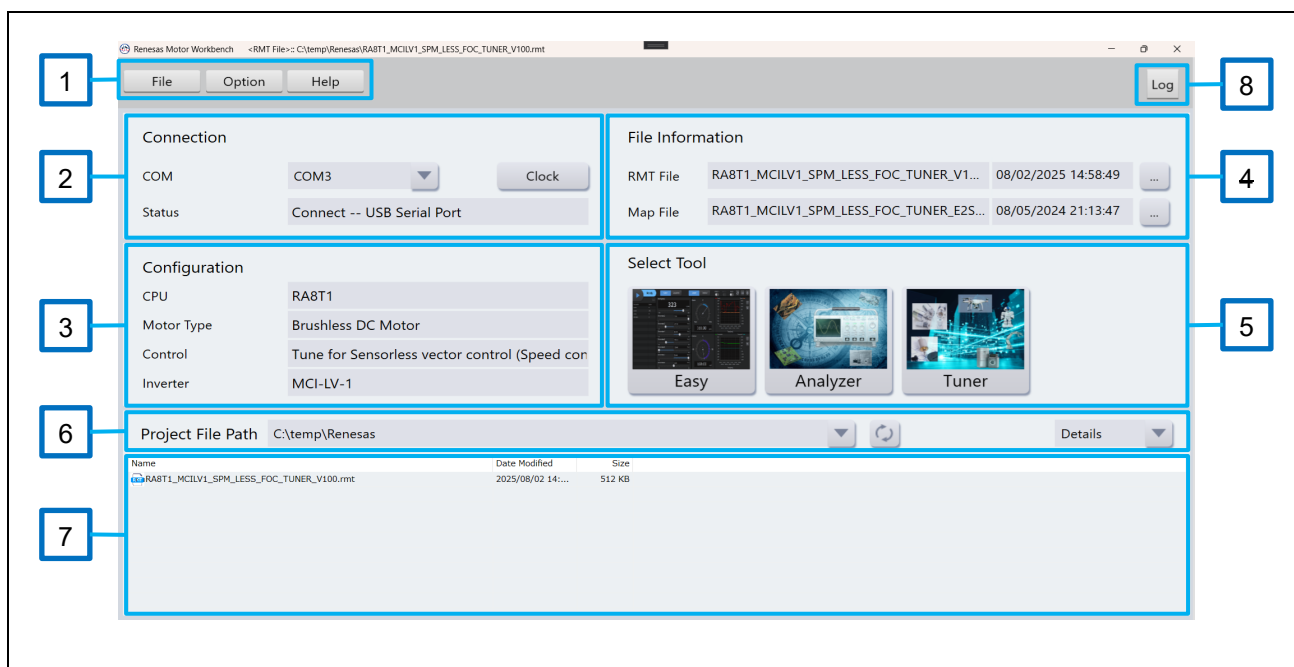 Renesas Motor Workbench <RMT File>:: C:\temp\Renesas\RA8T1_MCILV1_SPM_LESS_FOC_TUNER_V100.rmt
1
File Option Help
Log
8
Connection
2
COM COM3 Clock
Status Connect -- USB Serial Port
File Information
RMT File RA8T1_MCILV1_SPM_LESS_FOC_TUNER_V1... 08/02/2025 14:58:49 ...
Map File RA8T1_MCILV1_SPM_LESS_FOC_TUNER_E2S... 08/05/2024 21:13:47 ...
4
Configuration
3
CPU RA8T1
Motor Type Brushless DC Motor
Control Tune for Sensorless vector control (Speed con
Inverter MCI-LV-1
Select Tool
Easy Analyzer Tuner
5
6
Project File Path C:\temp\Renesas Details
Name Date Modified Size
RA8T1_MCILV1_SPM_LESS_FOC_TUNER_V100.rmt 2025/08/02 14:... 512 KB
7